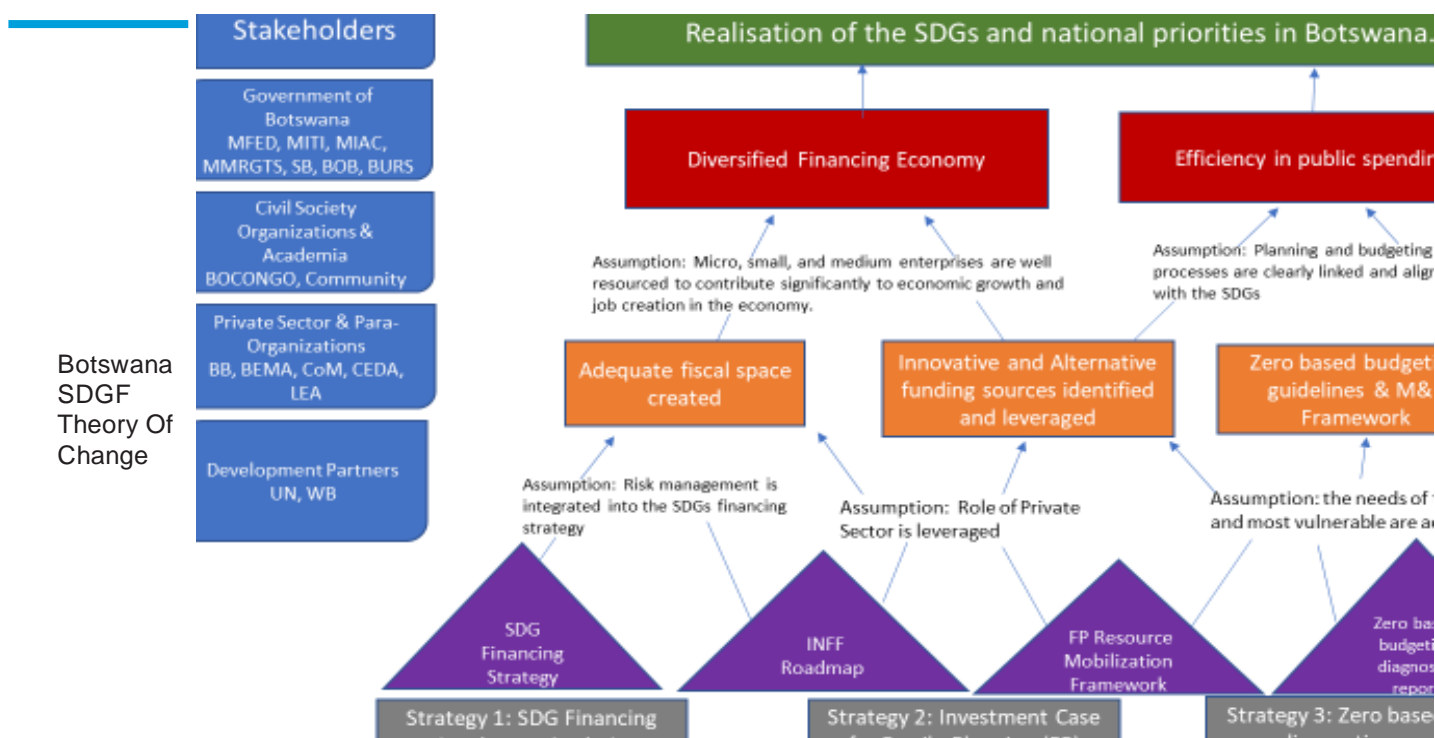 Botswana
SDGF
Theory Of
Change
Stakeholders
Government of
Botswana
MFED, MITI, MIAC,
MMRGTS, SB, BOB, BURS
Civil Society
Organizations &
Academia
BOCONGO, Community
Private Sector & Para-
Organizations
BB, BEMA, CoM, CEDA,
LEA
Development Partners
UN, WB
Realisation of the SDGs and national priorities in Botswana.
Diversified Financing Economy
Efficiency in public
Assumption: Micro, small, and medium enterprises are well
resourced to contribute significantly to economic growth and
job creation in the economy.
Assumption: Planning and budgeting
processes are clearly linked and
with the SDGs
Adequate fiscal space
created
Innovative and Alternative
funding sources identified
and leveraged
Zero based
guidelines & M&
Framework
Assumption: Risk management is
integrated into the SDGs financing
strategy
Assumption: Role of Private
Sector is leveraged
Assumption: the needs of
and most vulnerable are
SDG
Financing
Strategy
INFF
Roadmap
FP Resource
Mobilization
Framework
Zero
Strategy 1: SDG Financing
Strategy 2: Investment Case
Strategy 3: Zero